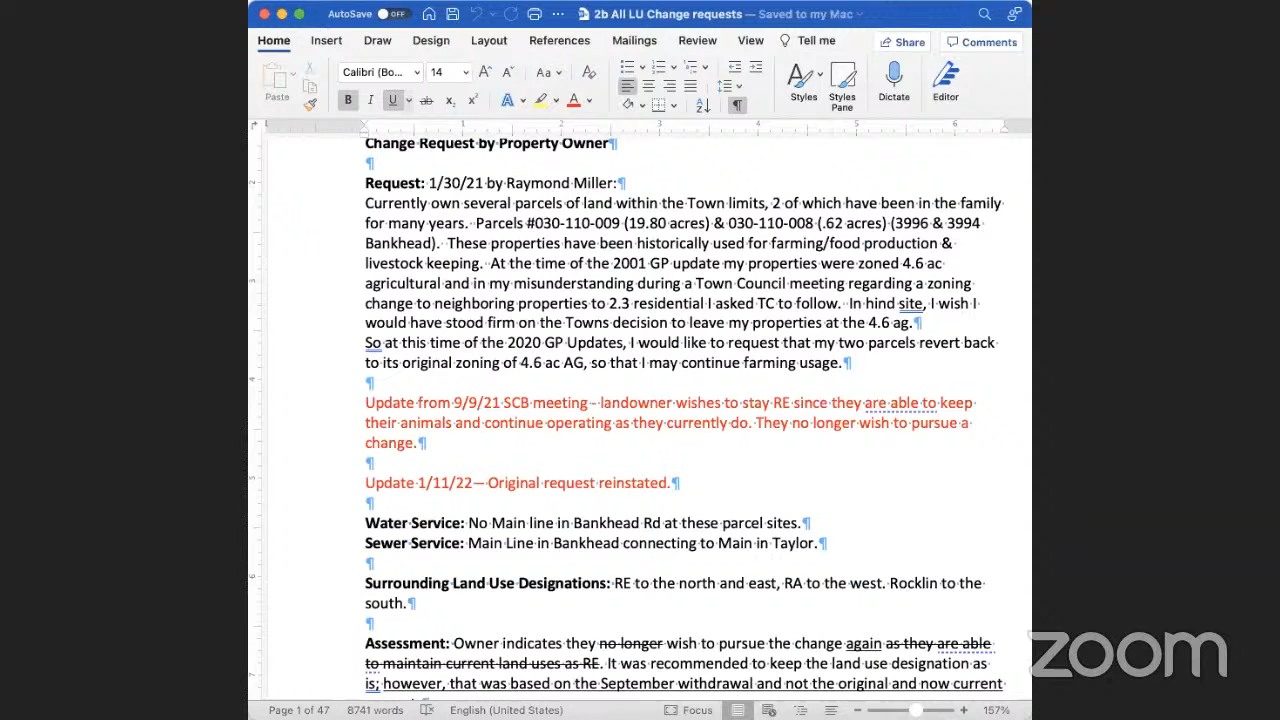 AutoSave OFF 2b All LU Change requests — Saved to my Mac
Home Insert Draw Design Layout References Mailings Review View Tell me Share Comments
Paste Calibri (Bo... 14 Styles Styles Pane Dictate Editor
Change Request by Property Owner¶
¶
Request: 1/30/21 by Raymond Miller:¶
Currently own several parcels of land within the Town limits, 2 of which have been in the family
for many years. Parcels #030-110-009 (19.80 acres) & 030-110-008 (.62 acres) (3996 & 3994
Bankhead). These properties have been historically used for farming/food production &
livestock keeping. At the time of the 2001 GP update my properties were zoned 4.6 ac
agricultural and in my misunderstanding during a Town Council meeting regarding a zoning
change to neighboring properties to 2.3 residential I asked TC to follow. In hind site, I wish I
would have stood firm on the Towns decision to leave my properties at the 4.6 ag.¶
So at this time of the 2020 GP Updates, I would like to request that my two parcels revert back
to its original zoning of 4.6 ac AG, so that I may continue farming usage.¶
¶
Update from 9/9/21 SCB meeting - landowner wishes to stay RE since they are able to keep
their animals and continue operating as they currently do. They no longer wish to pursue a
change.¶
¶
Update 1/11/22— Original request reinstated.¶
¶
Water Service: No Main line in Bankhead Rd at these parcel sites.¶
Sewer Service: Main Line in Bankhead connecting to Main in Taylor.¶
¶
Surrounding Land Use Designations: RE to the north and east, RA to the west. Rocklin to the
south.¶
¶
Assessment: Owner indicates they no longer wish to pursue the change again as they are able
to maintain current land uses as RE. It was recommended to keep the land use designation as
is; however, that was based on the September withdrawal and not the original and now current
Page 1 of 47 8741 words English (United States) Focus 157%
zoom